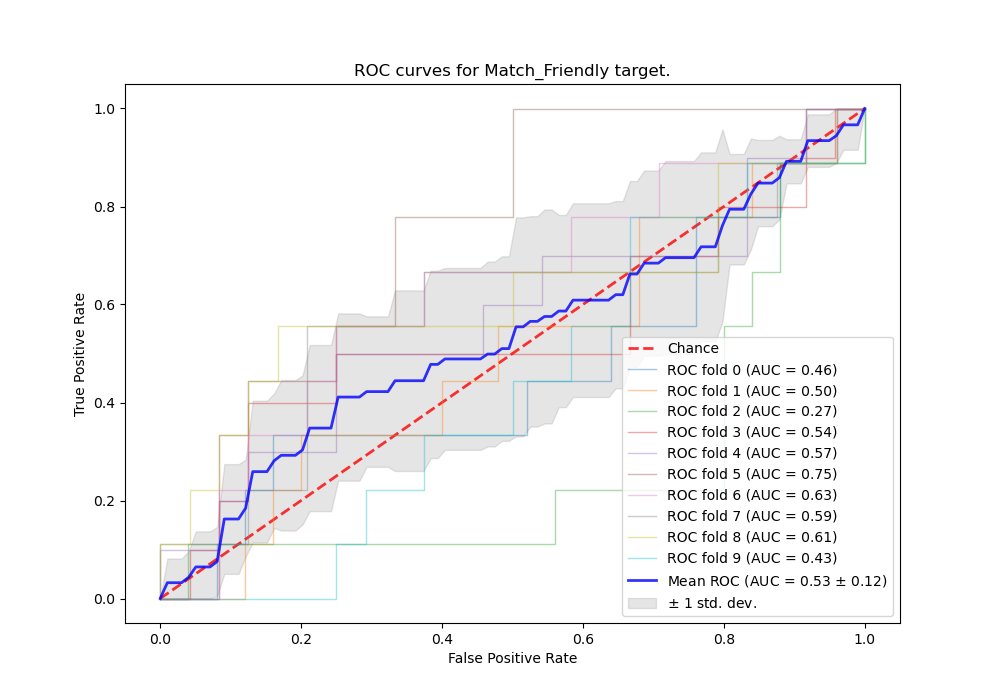 ROC curves for Match_Friendly target.
True Positive Rate
1.0
0.8
0.6
0.4
0.2
0.0
0.0
0.2
0.4
0.6
0.8
1.0
False Positive Rate
Chance
ROC fold 0 (AUC = 0.46)
ROC fold 1 (AUC = 0.50)
ROC fold 2 (AUC = 0.27)
ROC fold 3 (AUC = 0.54)
ROC fold 4 (AUC = 0.57)
ROC fold 5 (AUC = 0.75)
ROC fold 6 (AUC = 0.63)
ROC fold 7 (AUC = 0.59)
ROC fold 8 (AUC = 0.61)
ROC fold 9 (AUC = 0.43)
Mean ROC (AUC = 0.53 ± 0.12)
± 1 std. dev.